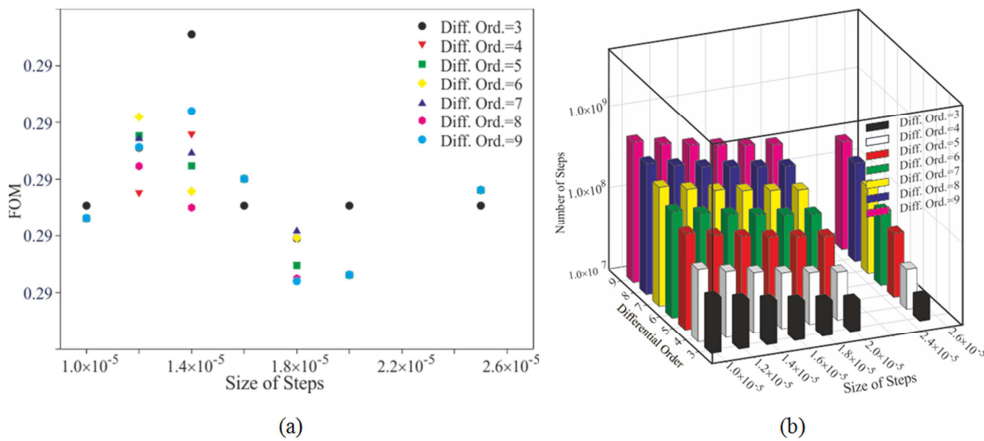 (a)
0.29
0.29
0.29
0.29
0.29
FOM
1.0×10⁻⁵
1.4×10⁻⁵
1.8×10⁻⁵
2.2×10⁻⁵
2.6×10⁻⁵
Size of Steps
Diff. Ord.=3
Diff. Ord.=4
Diff. Ord.=5
Diff. Ord.=6
Diff. Ord.=7
Diff. Ord.=8
Diff. Ord.=9
(a)
b)
1.0×10⁹
1.0×10⁸
1.0×10⁷
Number of Steps
Diff. Ord.=3
Diff. Ord.=4
Diff. Ord.=5
Diff. Ord.=6
Diff. Ord.=7
Diff. Ord.=8
Diff. Ord.=9
9
8
7
6
5
4
3
Differential Order
1.0×10⁻⁵
1.2×10⁻⁵
1.4×10⁻⁵
1.6×10⁻⁵
1.8×10⁻⁵
2.0×10⁻⁵
2.4×10⁻⁵
2.6×10⁻⁵
Size of Steps
(b)